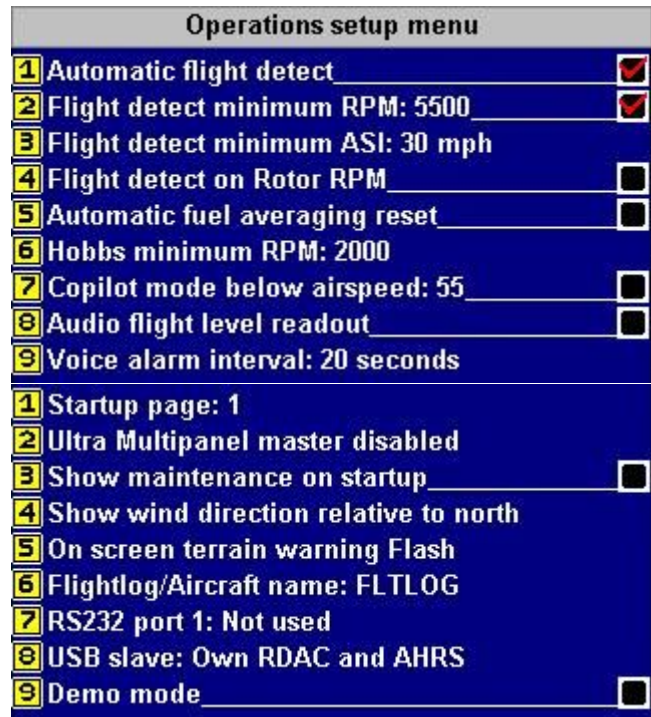 Operations setup menu
1 Automatic flight detect
2 Flight detect minimum RPM: 5500
3 Flight detect minimum ASI: 30 mph
4 Flight detect on Rotor RPM
5 Automatic fuel averaging reset
6 Hobbs minimum RPM: 2000
7 Copilot mode below airspeed: 55
8 Audio flight level readout
9 Voice alarm interval: 20 seconds
1 Startup page: 1
2 Ultra Multipanel master disabled
3 Show maintenance on startup
4 Show wind direction relative to north
5 On screen terrain warning Flash
6 Flightlog/Aircraft name: FLTLOG
7 RS232 port 1: Not used
8 USB slave: Own RDAC and AHRS
9 Demo mode